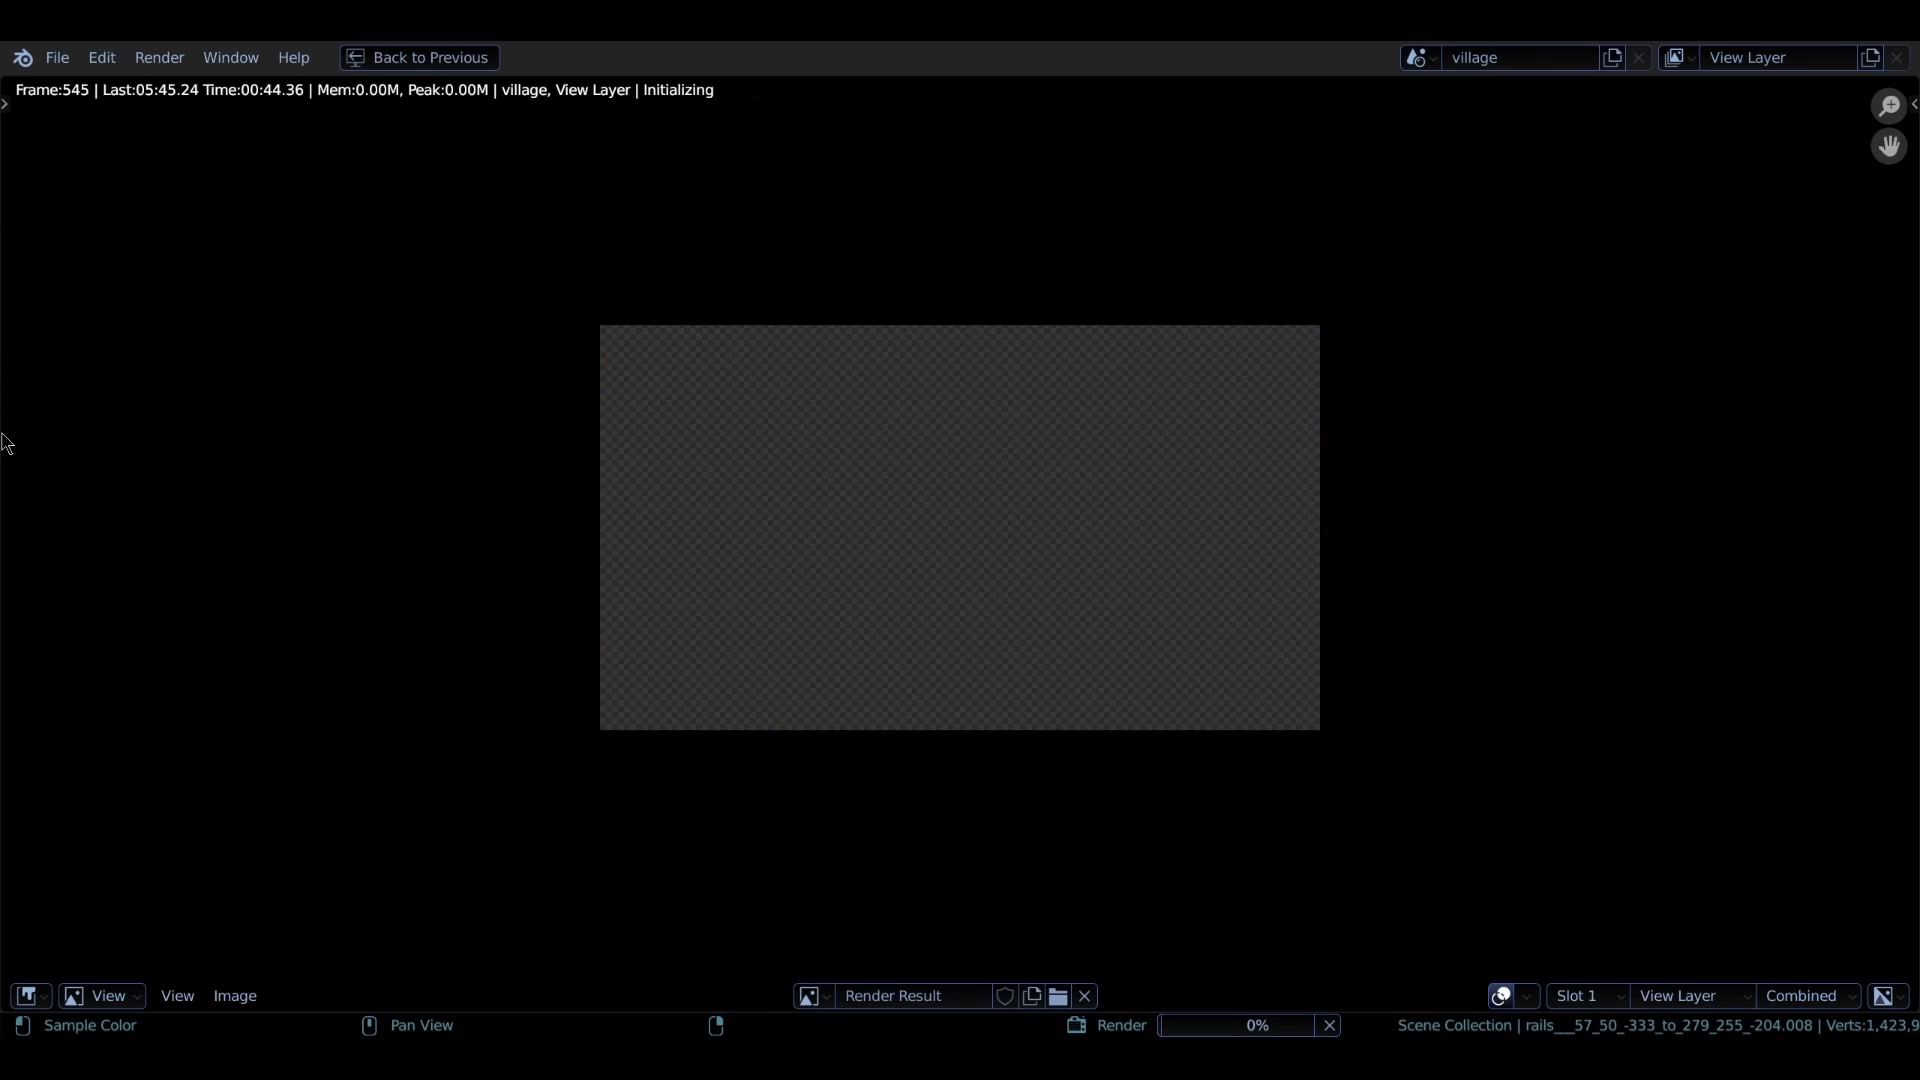 File Edit Render Window Help Back to Previous village View Layer
Frame:545 | Last:05:45.24 Time:00:44.36 | Mem:0.00M, Peak:0.00M | village, View Layer | Initializing
View View Image Render Result Slot 1 View Layer Combined
Sample Color Pan View Render 0% Scene Collection | rails___57_50_-333_to_279_255_-204.008 | Verts:1,423,9